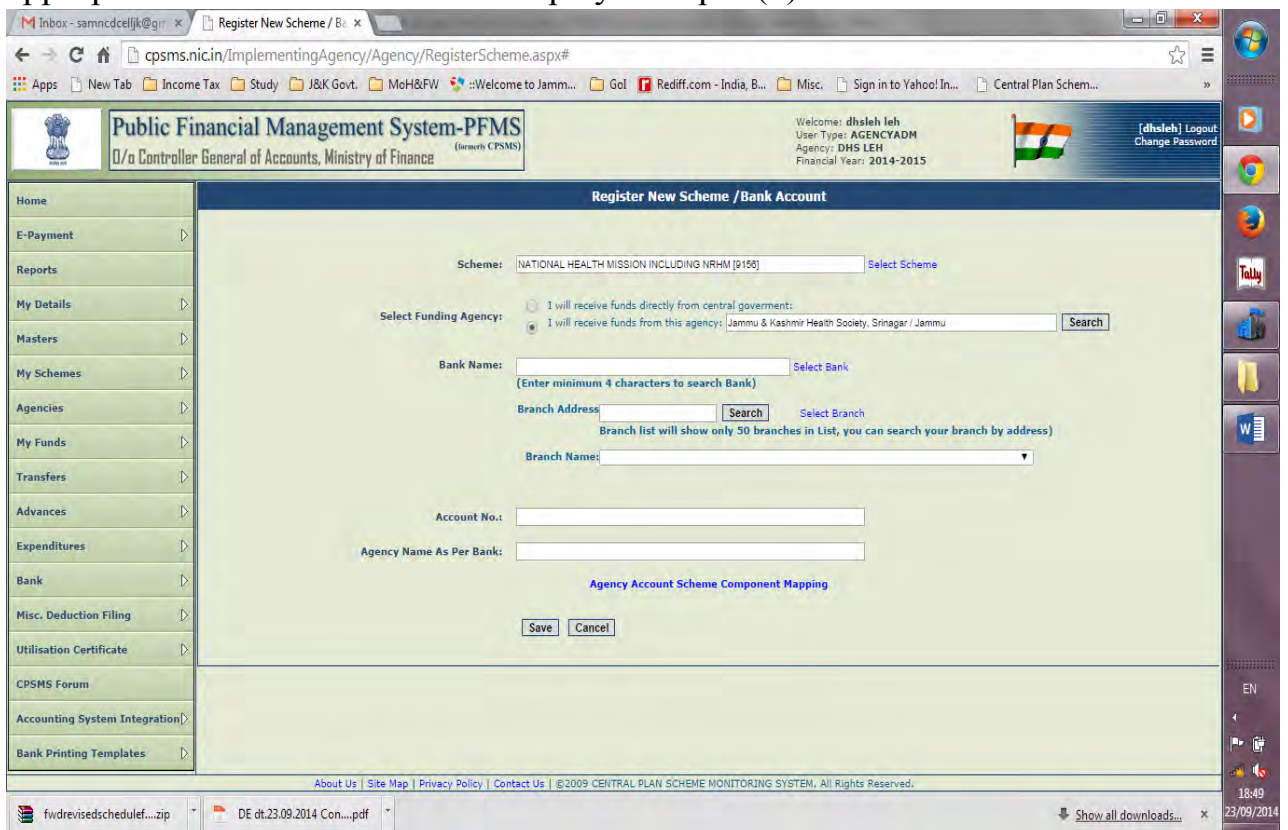 Inbox - samncdcelljk@gm
Register New Scheme / Ba
cpsms.nic.in/ImplementingAgency/Agency/RegisterScheme.aspx#
Apps New Tab Income Tax Study J&K Govt. MoH&FW ::Welcome to Jamm... GoI Rediff.com - India, B... Misc. Sign in to Yahoo! In... Central Plan Schem... »
Public Financial Management System-PFMS
(formerly CPSMS)
O/o Controller General of Accounts, Ministry of Finance
Welcome: dhsleh leh
User Type: AGENCYADM
Agency: DHS LEH
Financial Year: 2014-2015
[dhsleh] Logout
Change Password
Register New Scheme /Bank Account
Home
E-Payment
Reports
My Details
Masters
My Schemes
Agencies
My Funds
Transfers
Advances
Expenditures
Bank
Misc. Deduction Filing
Utilisation Certificate
CPSMS Forum
Accounting System Integration
Bank Printing Templates
Scheme: NATIONAL HEALTH MISSION INCLUDING NRHM [9156] Select Scheme
Select Funding Agency:
I will receive funds directly from central goverment:
I will receive funds from this agency: Jammu & Kashmir Health Society, Srinagar / Jammu Search
Bank Name: Select Bank
(Enter minimum 4 characters to search Bank)
Branch Address Search Select Branch
Branch list will show only 50 branches in List, you can search your branch by address)
Branch Name:
Account No.:
Agency Name As Per Bank:
Agency Account Scheme Component Mapping
Save Cancel
About Us | Site Map | Privacy Policy | Contact Us | ©2009 CENTRAL PLAN SCHEME MONITORING SYSTEM, All Rights Reserved.
fwdrevisedschedulef....zip
DE dt.23.09.2014 Con....pdf
Show all downloads...
Tally
W
EN
18:49
23/09/2014